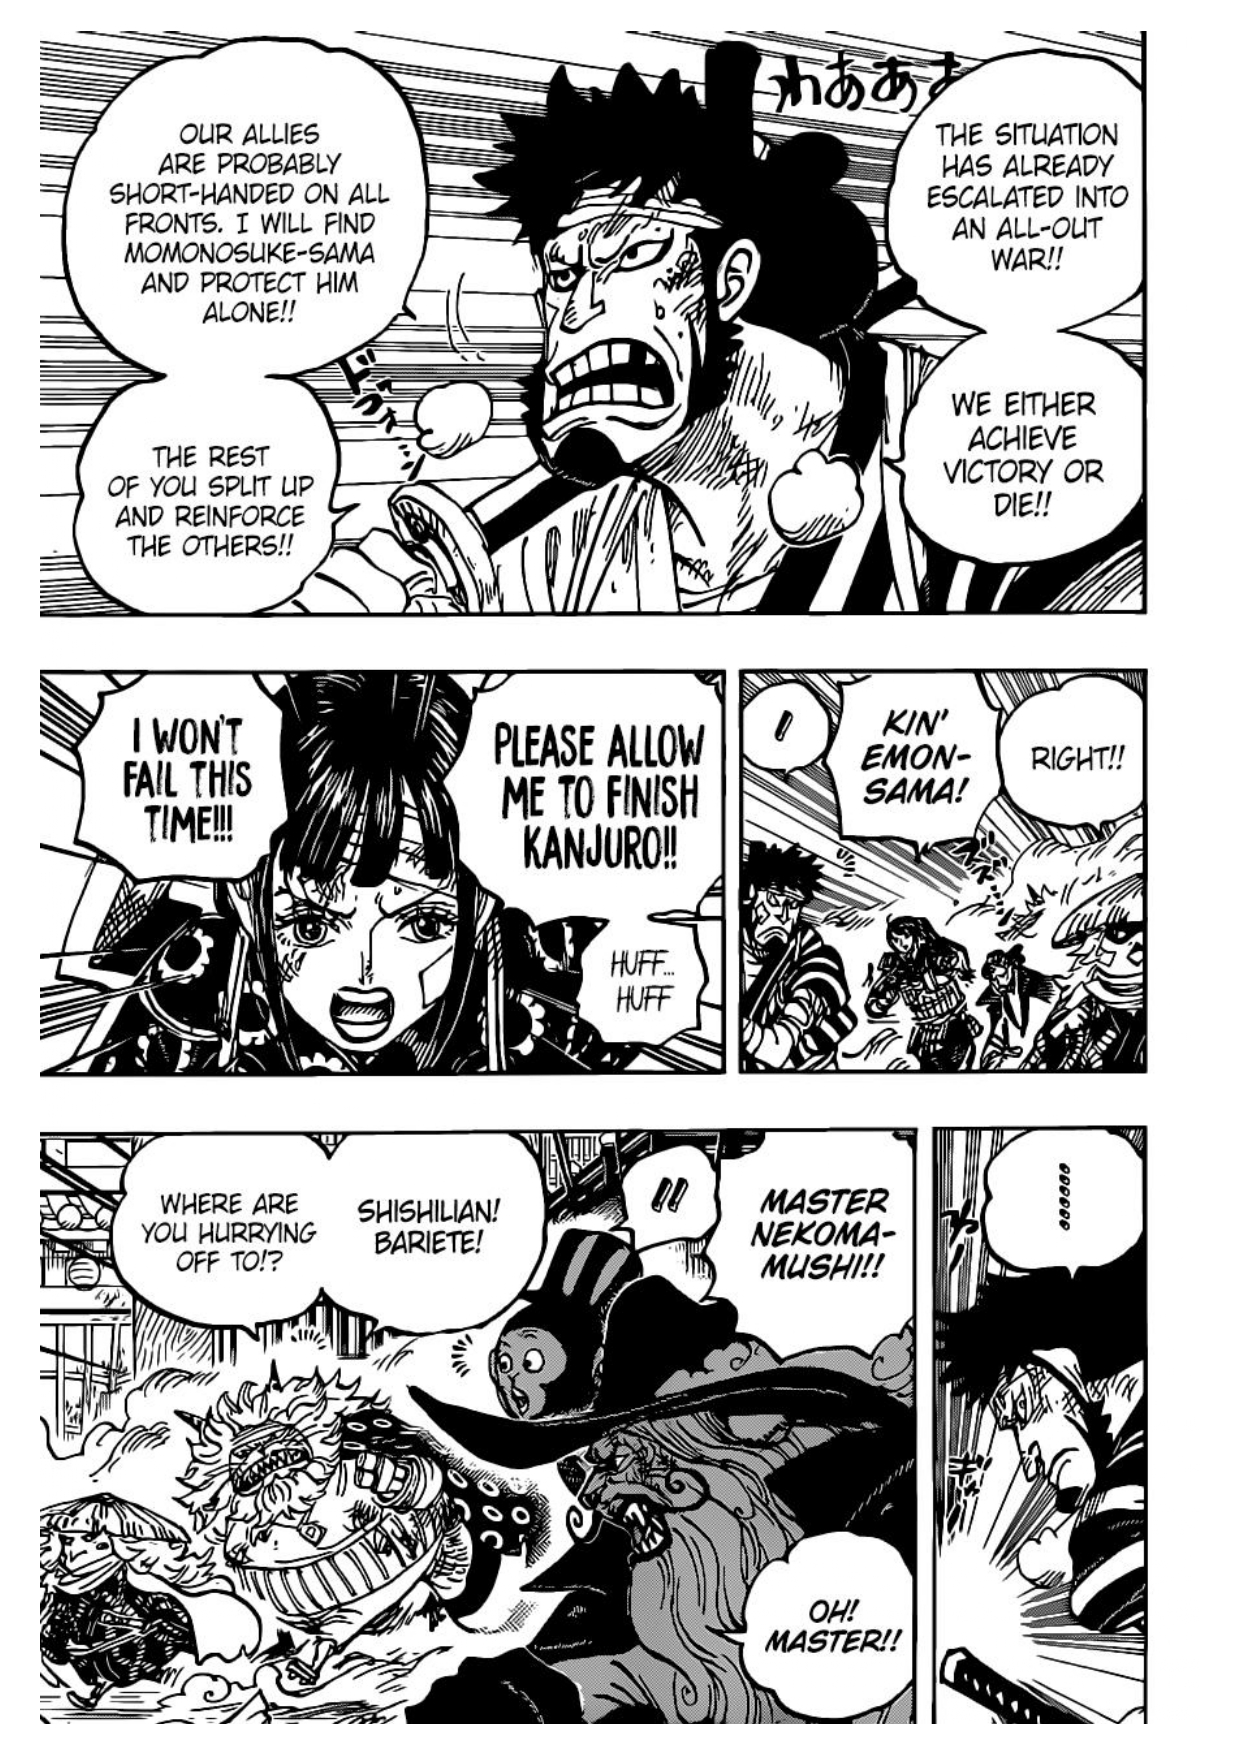 THE SITUATION
HAS ALREADY
ESCALATED INTO
AN ALL-OUT
WAR!!
WE EITHER
ACHIEVE
VICTORY OR
DIE!!
わああ
OUR ALLIES
ARE PROBABLY
SHORT-HANDED ON ALL
FRONTS. I WILL FIND
MOMONOSUKE-SAMA
AND PROTECT HIM
ALONE!!
THE REST
OF YOU SPLIT UP
AND REINFORCE
THE OTHERS!!
RIGHT!!
KIN'
EMON-
SAMA!
!
PLEASE ALLOW
ME TO FINISH
KANJURO!!
HUFF...
HUFF
I WON'T
FAIL THIS
TIME!!!
......
MASTER
NEKOMA-
MUSHI!!
!!
SHISHILIAN!
BARIETE!
WHERE ARE
YOU HURRYING
OFF TO!?
OH!
MASTER!!